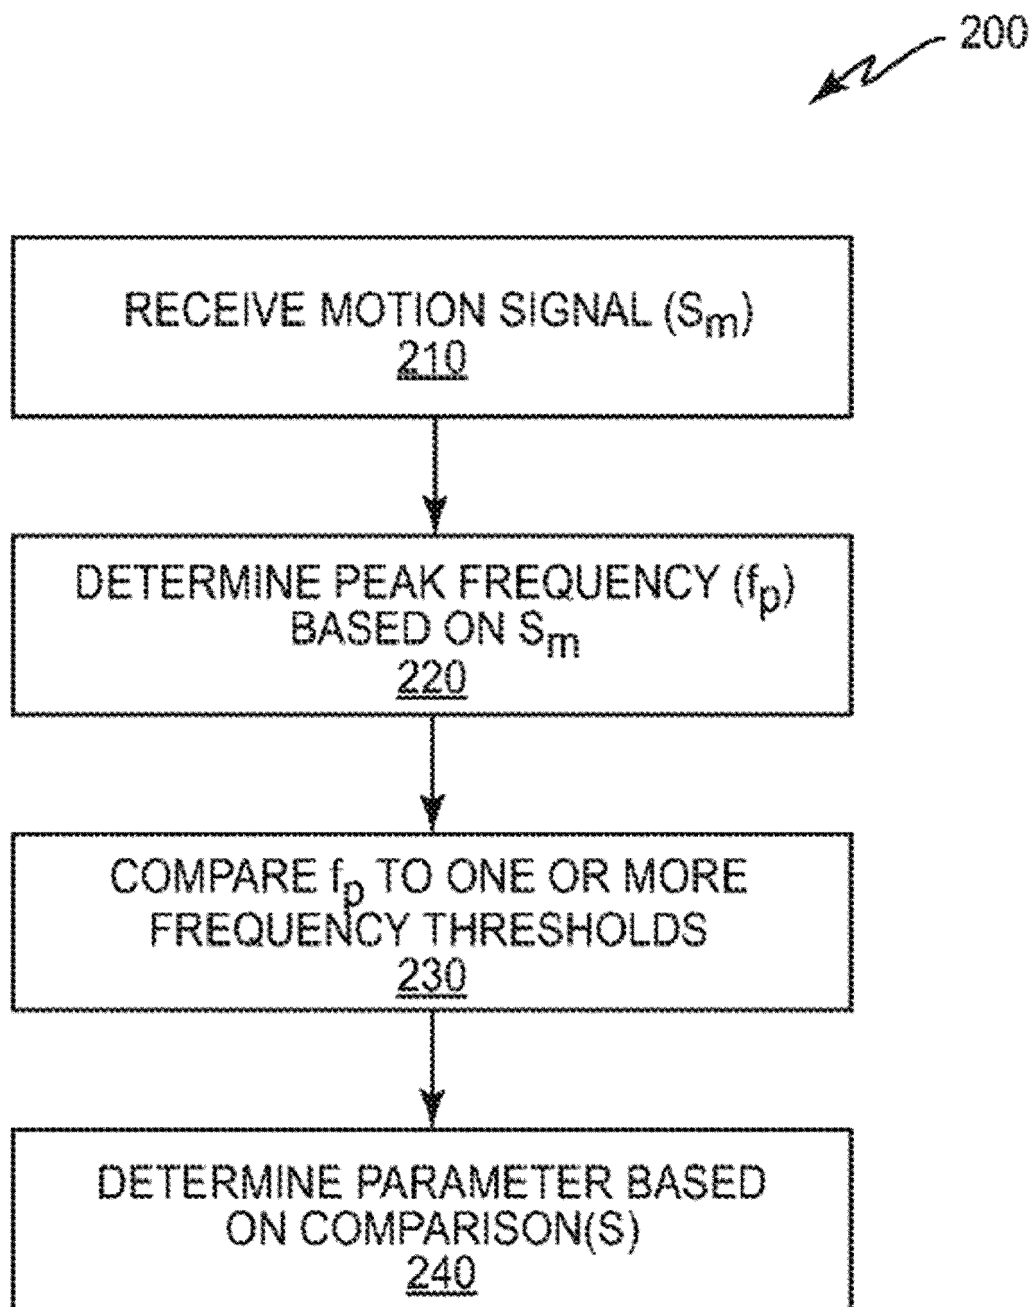 200
RECEIVE MOTION SIGNAL (Sm)
210
DETERMINE PEAK FREQUENCY (fp)
BASED ON Sm
220
COMPARE fp TO ONE OR MORE
FREQUENCY THRESHOLDS
230
DETERMINE PARAMETER BASED
ON COMPARISON(S)
240